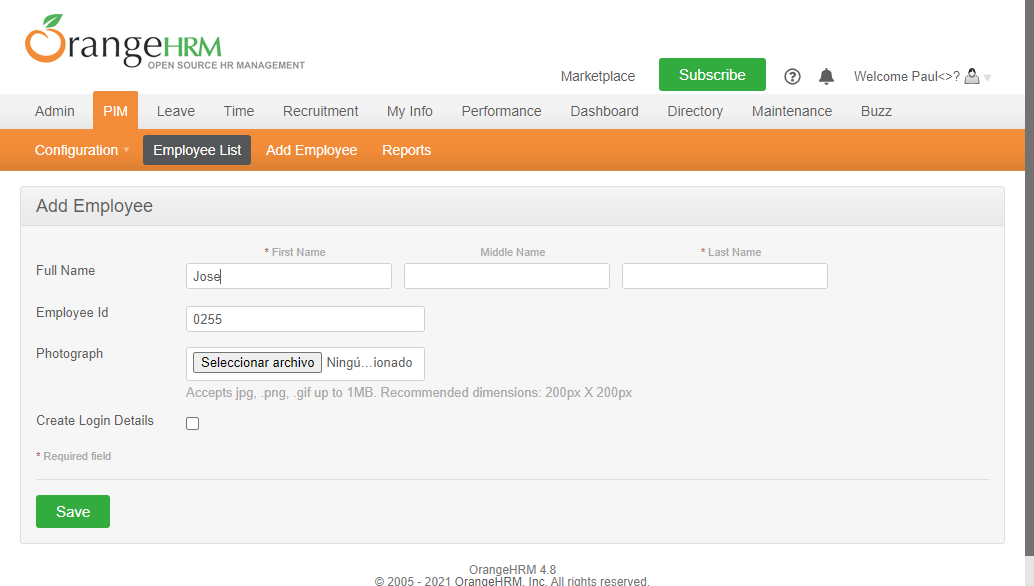 OrangeHRM
OPEN SOURCE HR MANAGEMENT
Marketplace Subscribe ? Welcome Paul<>?
Admin PIM Leave Time Recruitment My Info Performance Dashboard Directory Maintenance Buzz
Configuration Employee List Add Employee Reports
Add Employee
* First Name Middle Name * Last Name
Full Name Jose
Employee Id 0255
Photograph Seleccionar archivo Ningú…ionado
Accepts jpg, .png, .gif up to 1MB. Recommended dimensions: 200px X 200px
Create Login Details
* Required field
Save
OrangeHRM 4.8
© 2005 - 2021 OrangeHRM, Inc. All rights reserved.